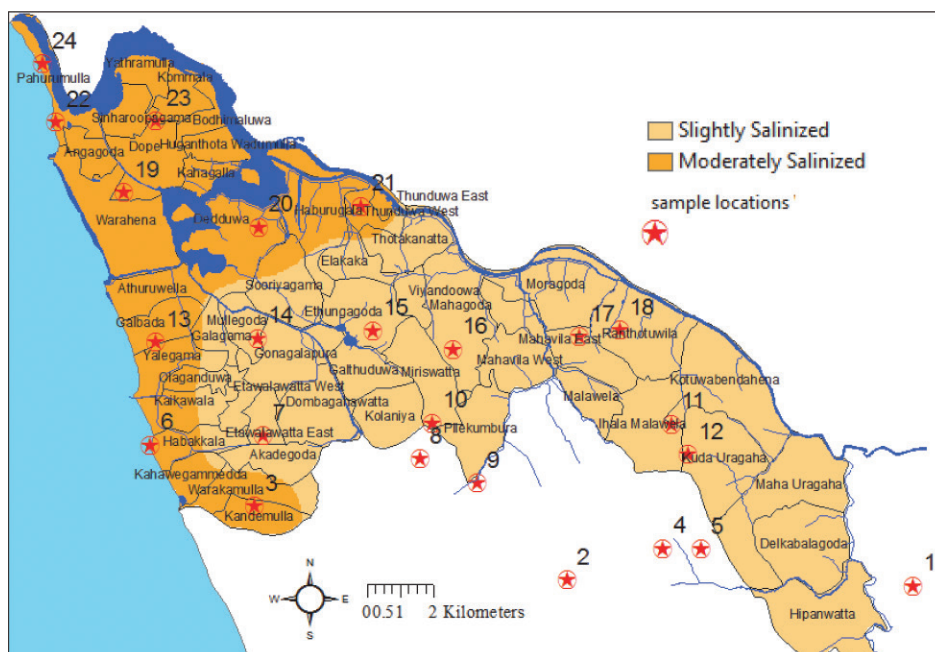 24
Pahurumulla
Yathramulla
Kommala
22
23
Sinharoopagama
Bodhimaluwa
Angagoda
Dope
Huganthota Wadumulla
Kahagalla
19
Warahena
20
Dedduwa
21
Haburugala
Thunduwa East
Thunduwa West
Thotakanatta
Elakaka
Slightly Salinized
Moderately Salinized
sample locations
Athuruwella
Sooriyagama
Viyandoowa
Mahagoda
Moragoda
Galbada
13
Mullegoda
Galagama
14
Ethungagoda
15
16
17
18
Ranthotuwila
Mahavila East
Yalegama
Gonagalapura
Galthuduwa
Miriswatta
Mahavila West
Olaganduwa
Etawalawatta West
Kotuwabendahena
Kaikawala
Dombagahawatta
Kolaniya
10
Malawela
6
7
8
Pilekumbura
11
Ihala Malawela
Habakkala
Etawalawatta East
12
Kuda Uragaha
Akadegoda
9
Kahawegammedda
Warakamulla
3
Maha Uragaha
Kandemulla
4
5
Delkabalagoda
2
1
Hipanwatta
N
W
E
S
00.51
2 Kilometers